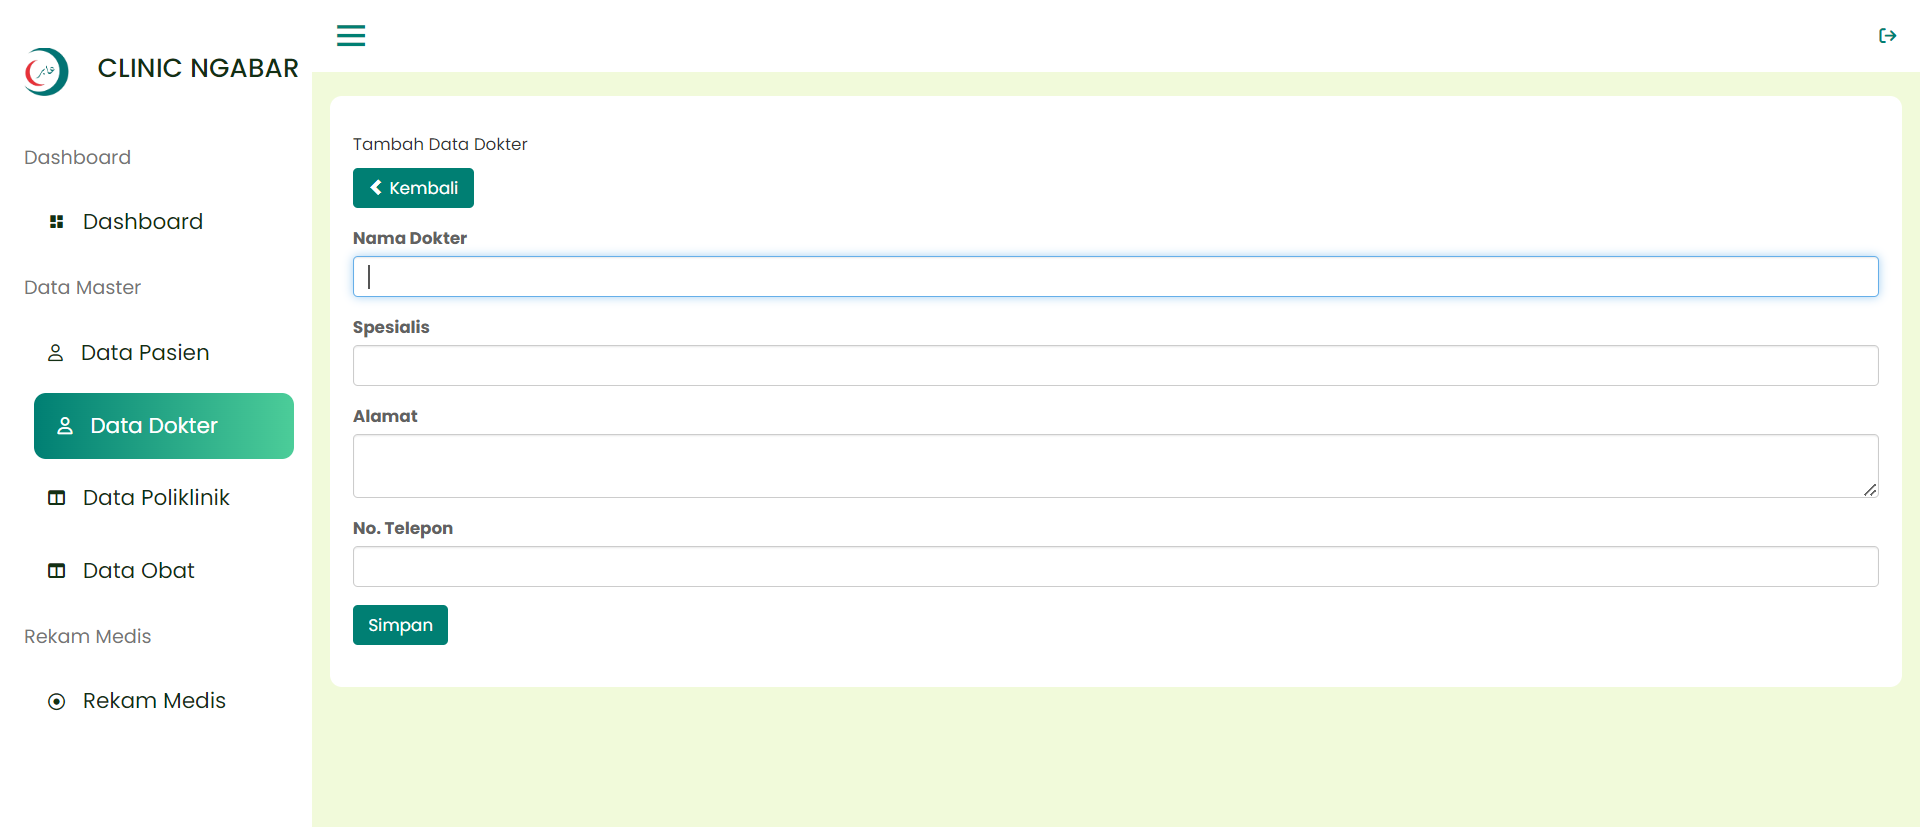 عابر
CLINIC NGABAR
Dashboard
Dashboard
Data Master
Data Pasien
Data Dokter
Data Poliklinik
Data Obat
Rekam Medis
Rekam Medis
Tambah Data Dokter
Kembali
Nama Dokter
Spesialis
Alamat
No. Telepon
Simpan